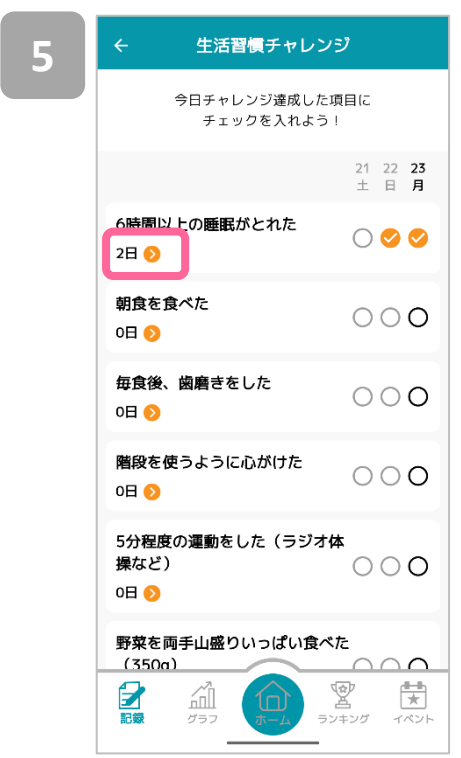 5
生活習慣チャレンジ
今日チャレンジ達成した項目に
チェックを入れよう！
21 22 23
土 日 月
6時間以上の睡眠がとれた
2日
朝食を食べた
0日
毎食後、歯磨きをした
0日
階段を使うように心がけた
0日
5分程度の運動をした（ラジオ体
操など）
0日
野菜を両手山盛りいっぱい食べた
（350g）
記録 グラフ ホーム ランキング イベント